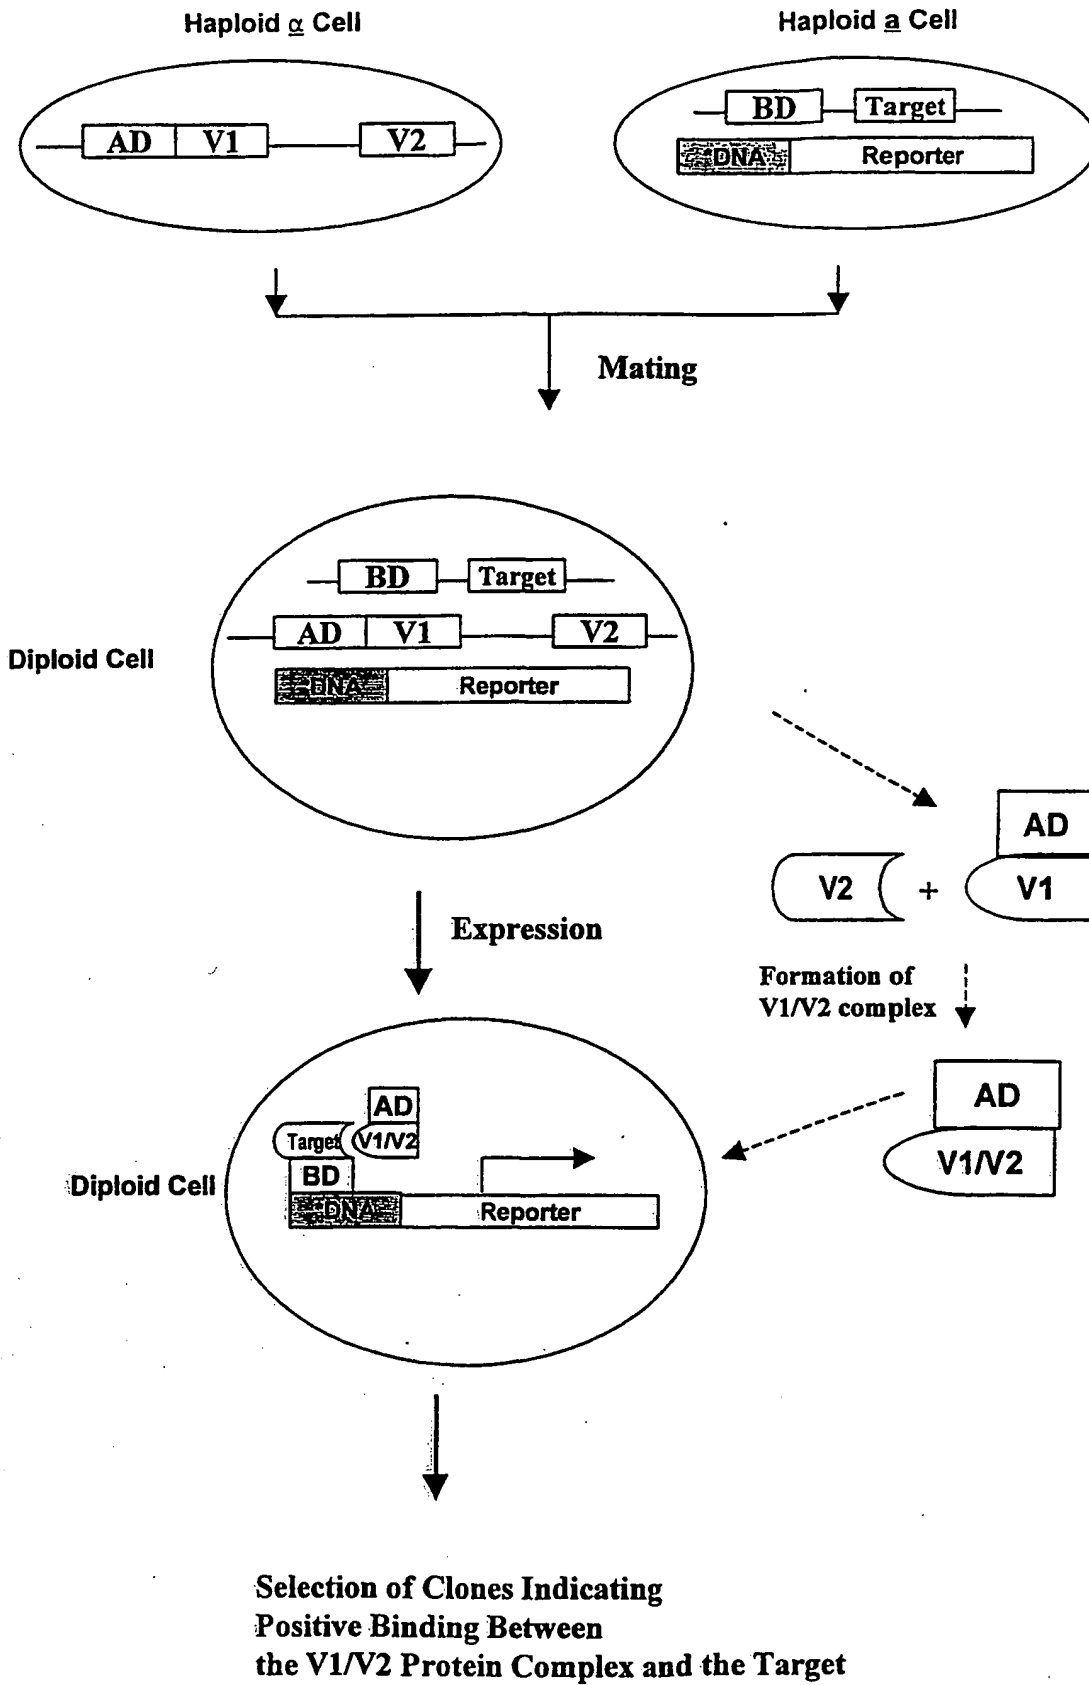 Haploid α Cell
Haploid a Cell
AD V1 V2
BD Target
DNA Reporter
Mating
BD Target
AD V1 V2
Diploid Cell
DNA Reporter
AD
V2 + V1
Expression
Formation of
V1/V2 complex
AD
V1/V2
AD
Target V1/V2
BD
Diploid Cell
DNA Reporter
Selection of Clones Indicating
Positive Binding Between
the V1/V2 Protein Complex and the Target